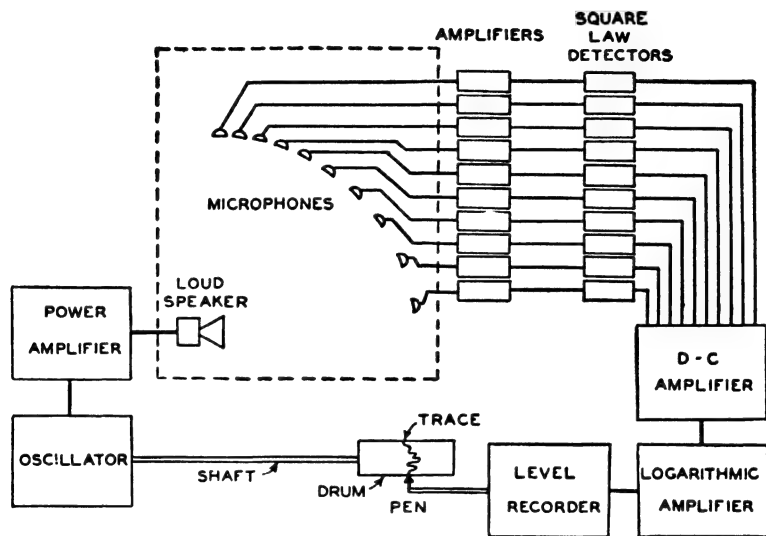 AMPLIFIERS
SQUARE
LAW
DETECTORS
MICROPHONES
LOUD
SPEAKER
POWER
AMPLIFIER
D-C
AMPLIFIER
OSCILLATOR
SHAFT
TRACE
DRUM
PEN
LEVEL
RECORDER
LOGARITHMIC
AMPLIFIER